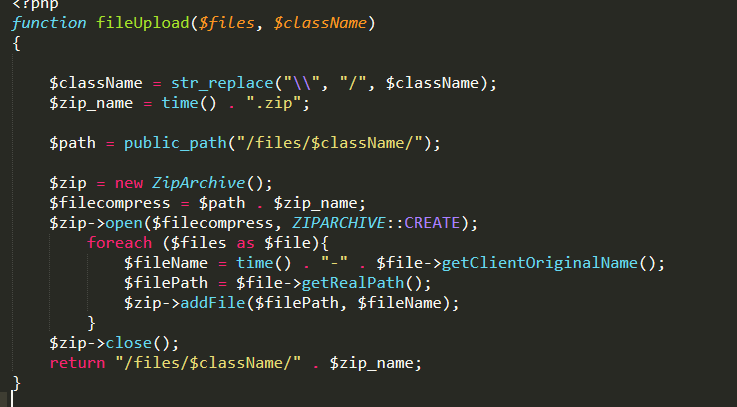 <?php
function fileUpload($files, $className)
{
$className = str_replace("\\", "/", $className);
$zip_name = time() . ".zip";
$path = public_path("/files/$className/");
$zip = new ZipArchive();
$filecompress = $path . $zip_name;
$zip->open($filecompress, ZIPARCHIVE::CREATE);
foreach ($files as $file){
$fileName = time() . "-" . $file->getClientOriginalName();
$filePath = $file->getRealPath();
$zip->addFile($filePath, $fileName);
}
$zip->close();
return "/files/$className/" . $zip_name;
}